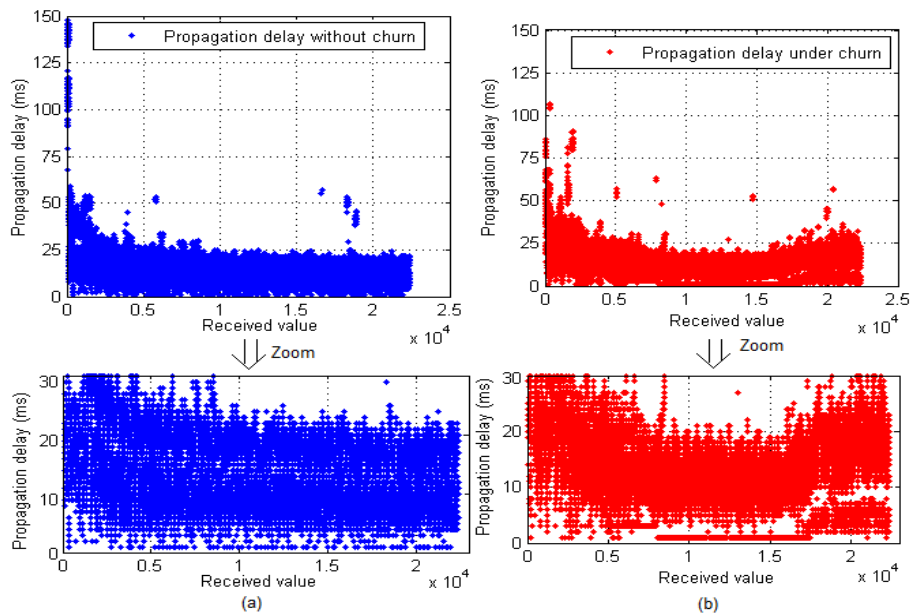 Propagation delay without churn
Propagation delay (ms)
150
125
100
75
50
25
0
0 0.5 1 1.5 2 2.5
Received value
x 10^4
Propagation delay under churn
Propagation delay (ms)
150
125
100
75
50
25
0
0 0.5 1 1.5 2 2.5
Received value
x 10^4
Zoom
Zoom
Propagation delay (ms)
30
20
10
0
0 0.5 1 1.5 2
Received value
x 10^4
(a)
Propagation delay (ms)
30
20
10
0
0 0.5 1 1.5 2
Received value
x 10^4
(b)